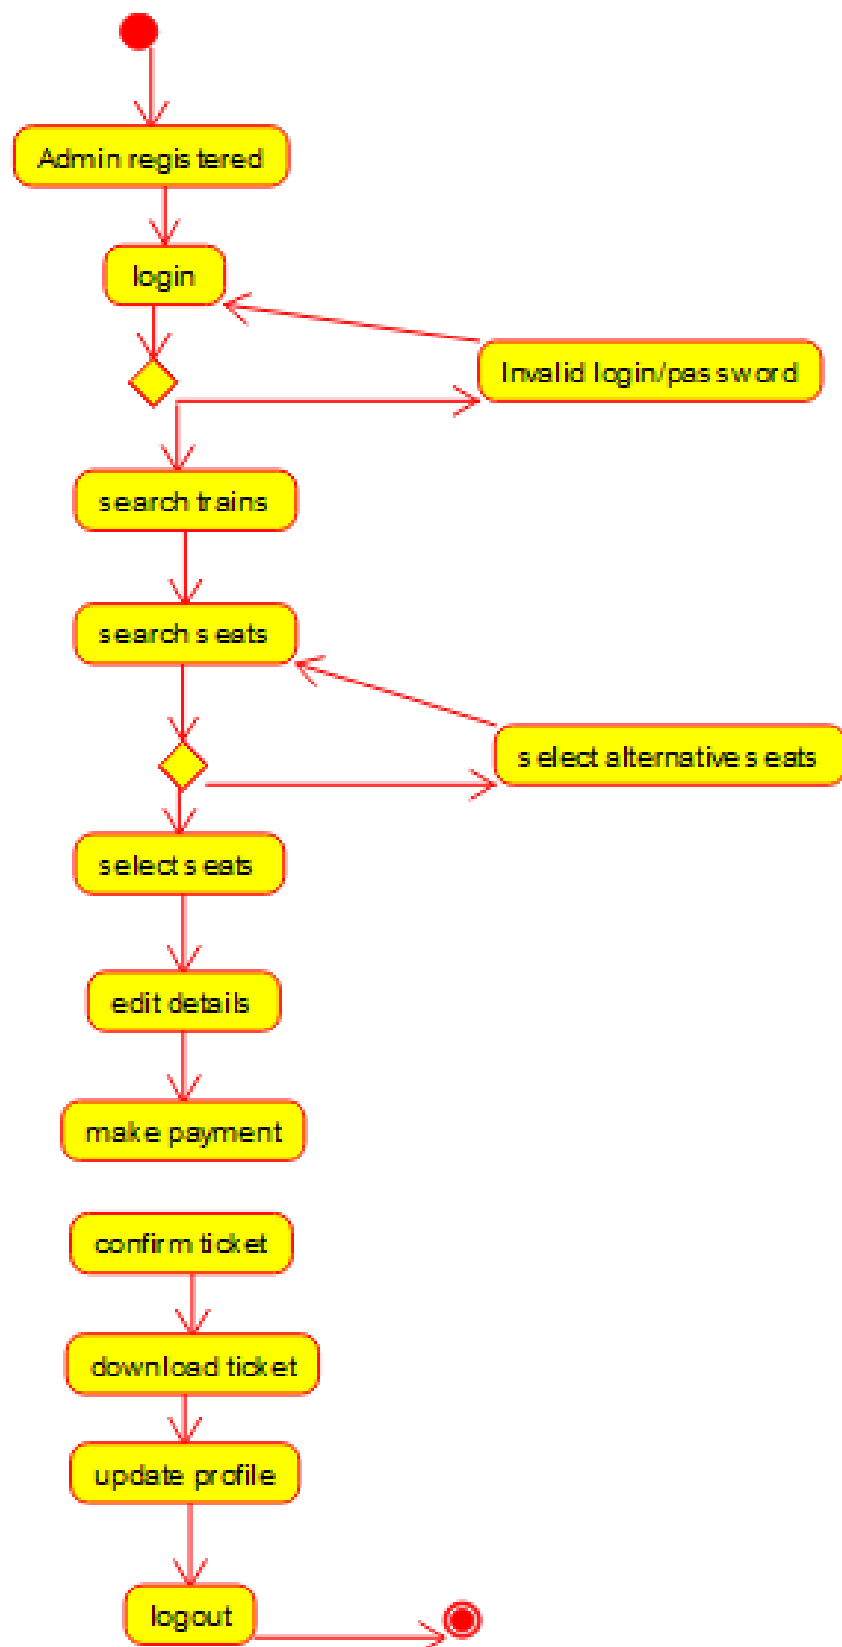 Admin registered
login
Invalid login/password
search trains
search seats
select alternative seats
select seats
edit details
make payment
confirm ticket
download ticket
update profile
logout